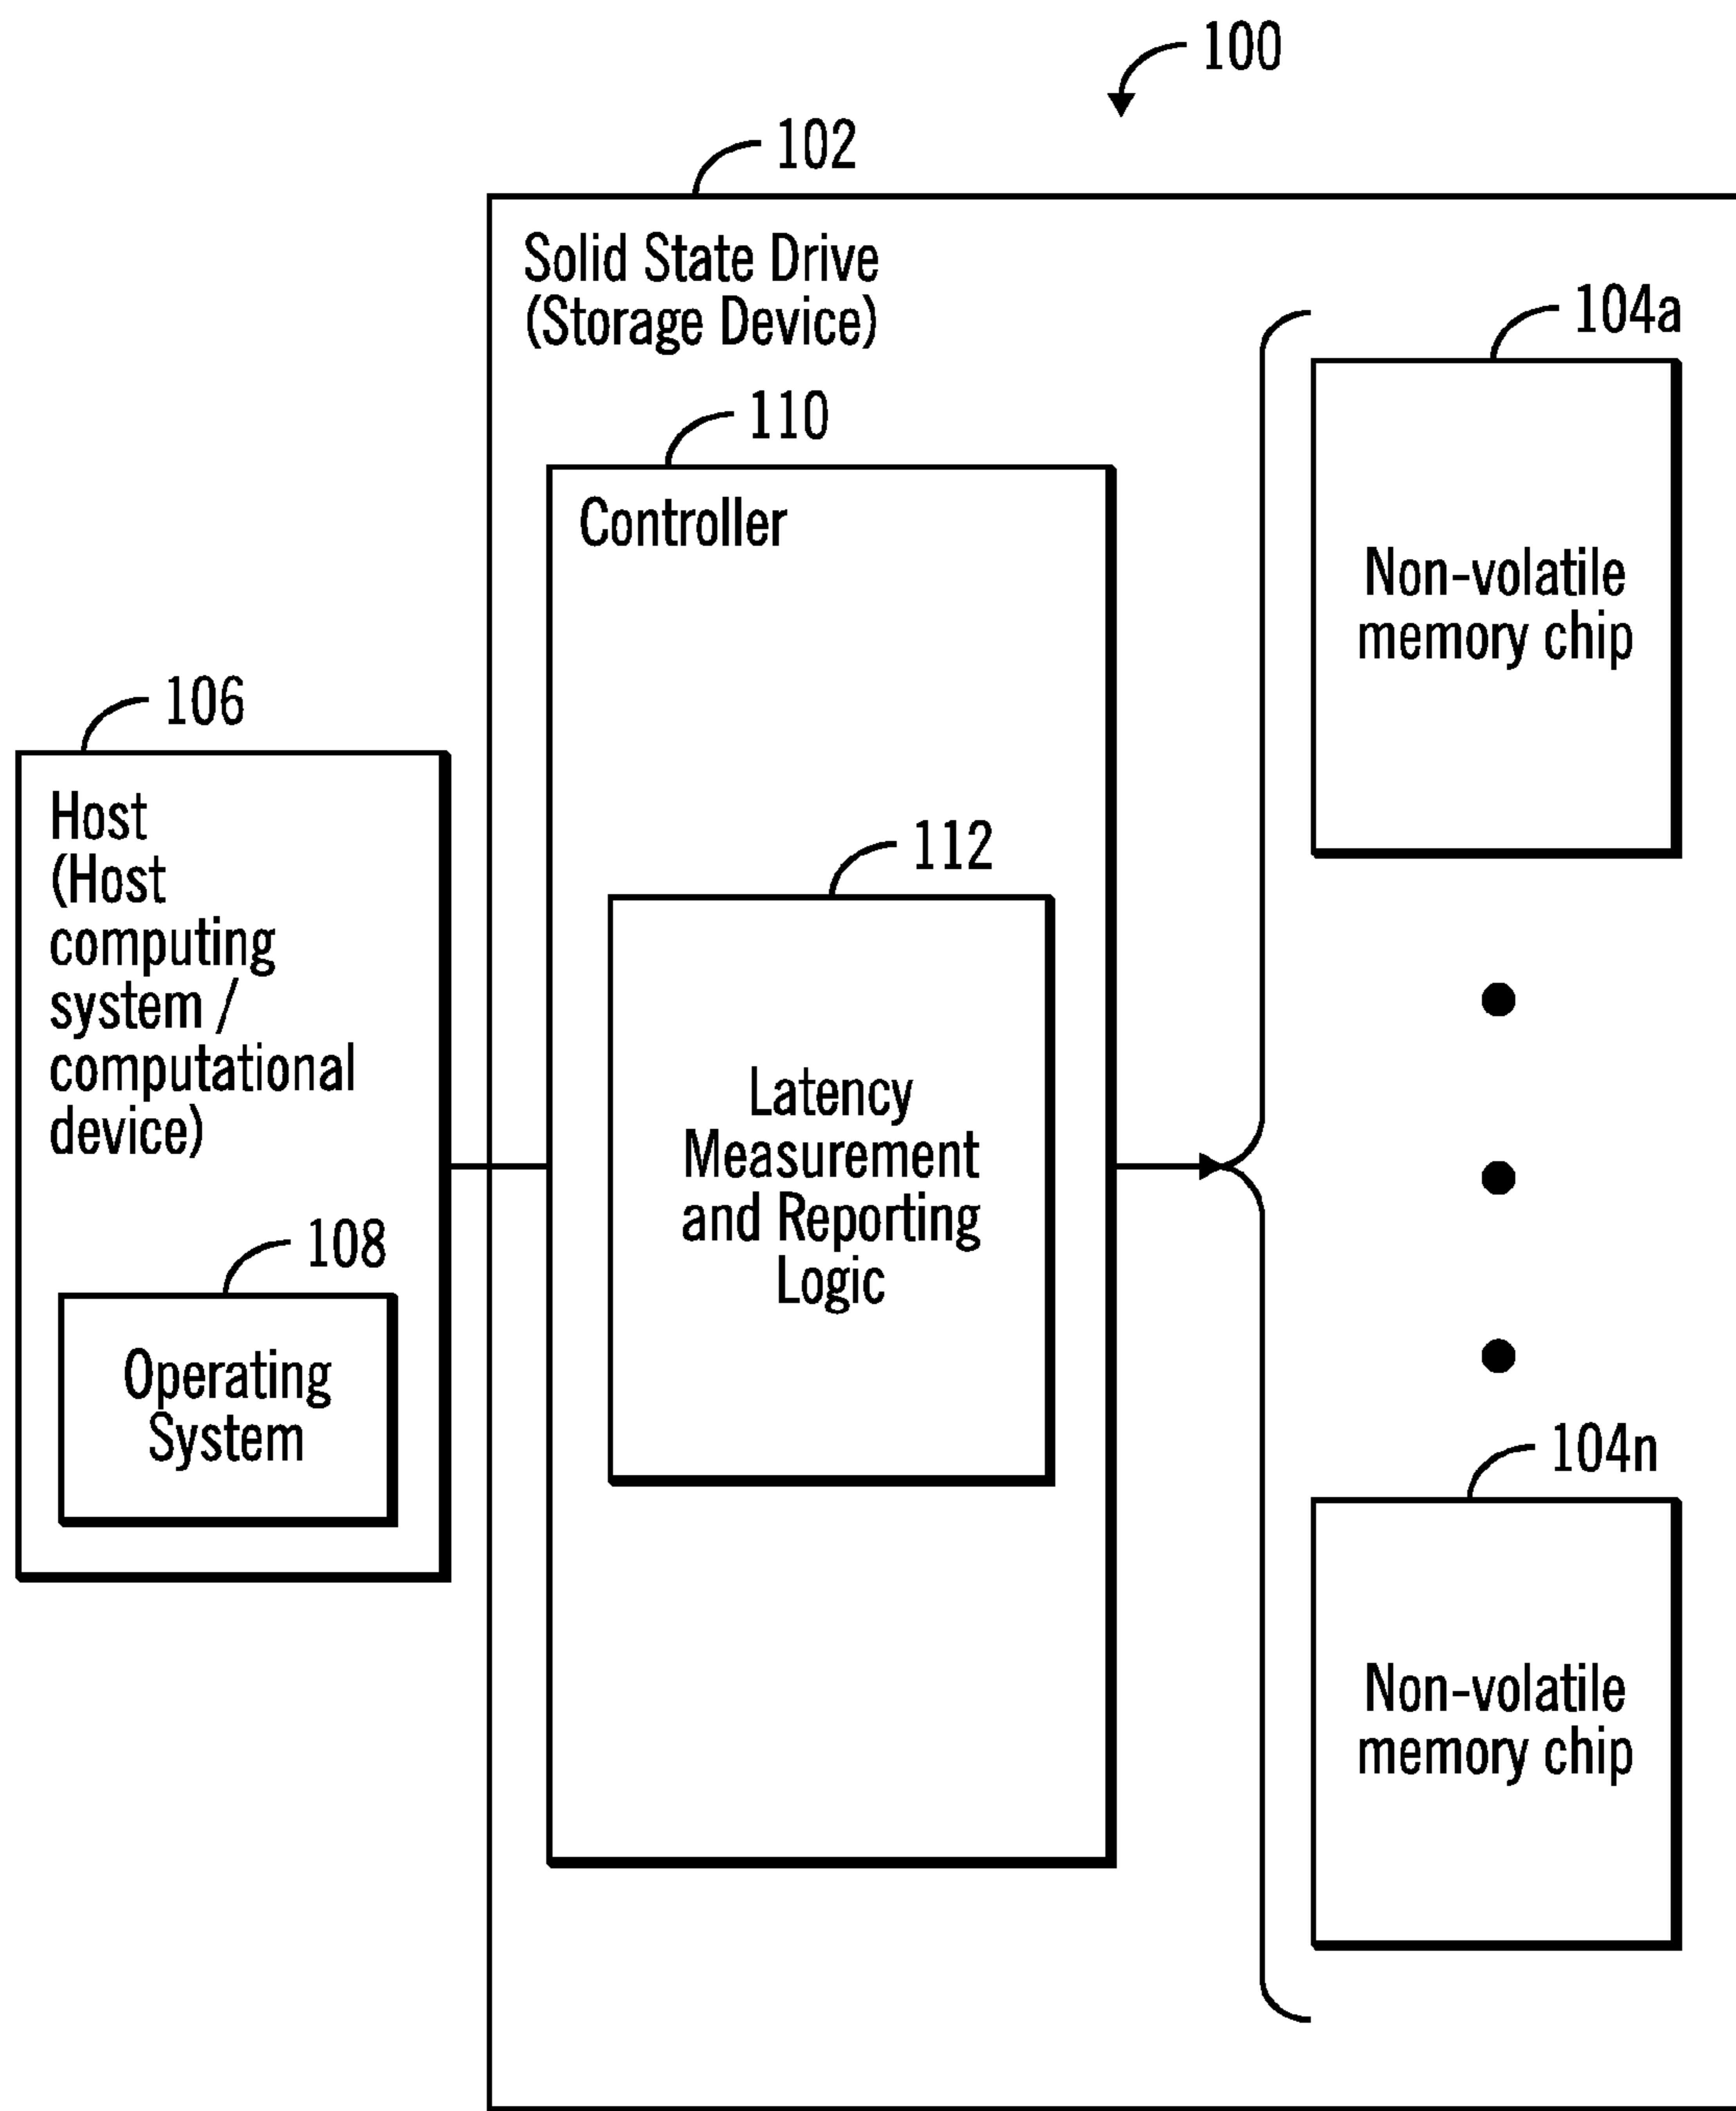 100
102
Solid State Drive
(Storage Device)
104a
110
Controller
Non-volatile
memory chip
106
Host
(Host
computing
system /
computational
device)
112
Latency
Measurement
and Reporting
Logic
108
Operating
System
104n
Non-volatile
memory chip